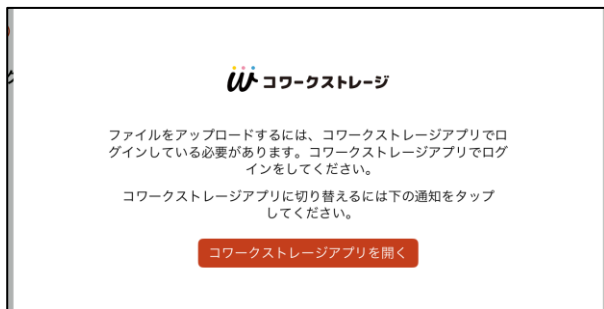 コワークストレージ
ファイルをアップロードするには、コワークストレージアプリでロ
グインしている必要があります。コワークストレージアプリでログ
インをしてください。
コワークストレージアプリに切り替えるには下の通知をタップ
してください。
コワークストレージアプリを開く